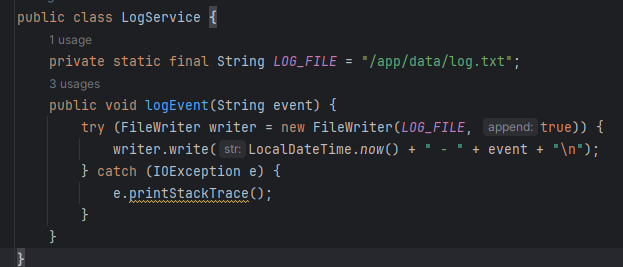 public class LogService {
1 usage
private static final String LOG_FILE = "/app/data/log.txt";
3 usages
public void logEvent(String event) {
try (FileWriter writer = new FileWriter(LOG_FILE, append: true)) {
writer.write( str: LocalDateTime.now() + " - " + event + "\n");
} catch (IOException e) {
e.printStackTrace();
}
}
}